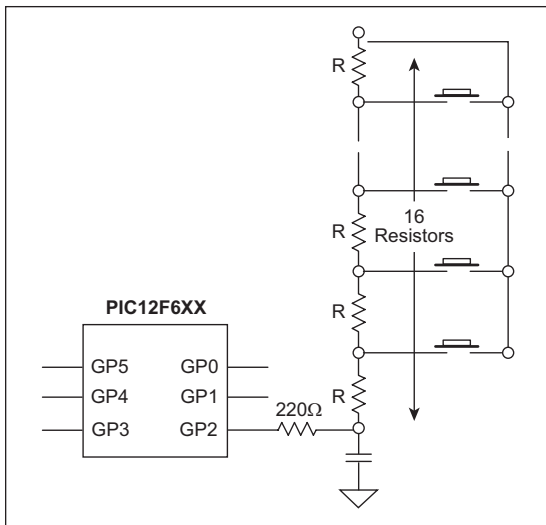 R
16
Resistors
R
R
R
PIC12F6XX
GP5 GP0
GP4 GP1
GP3 GP2
220Ω